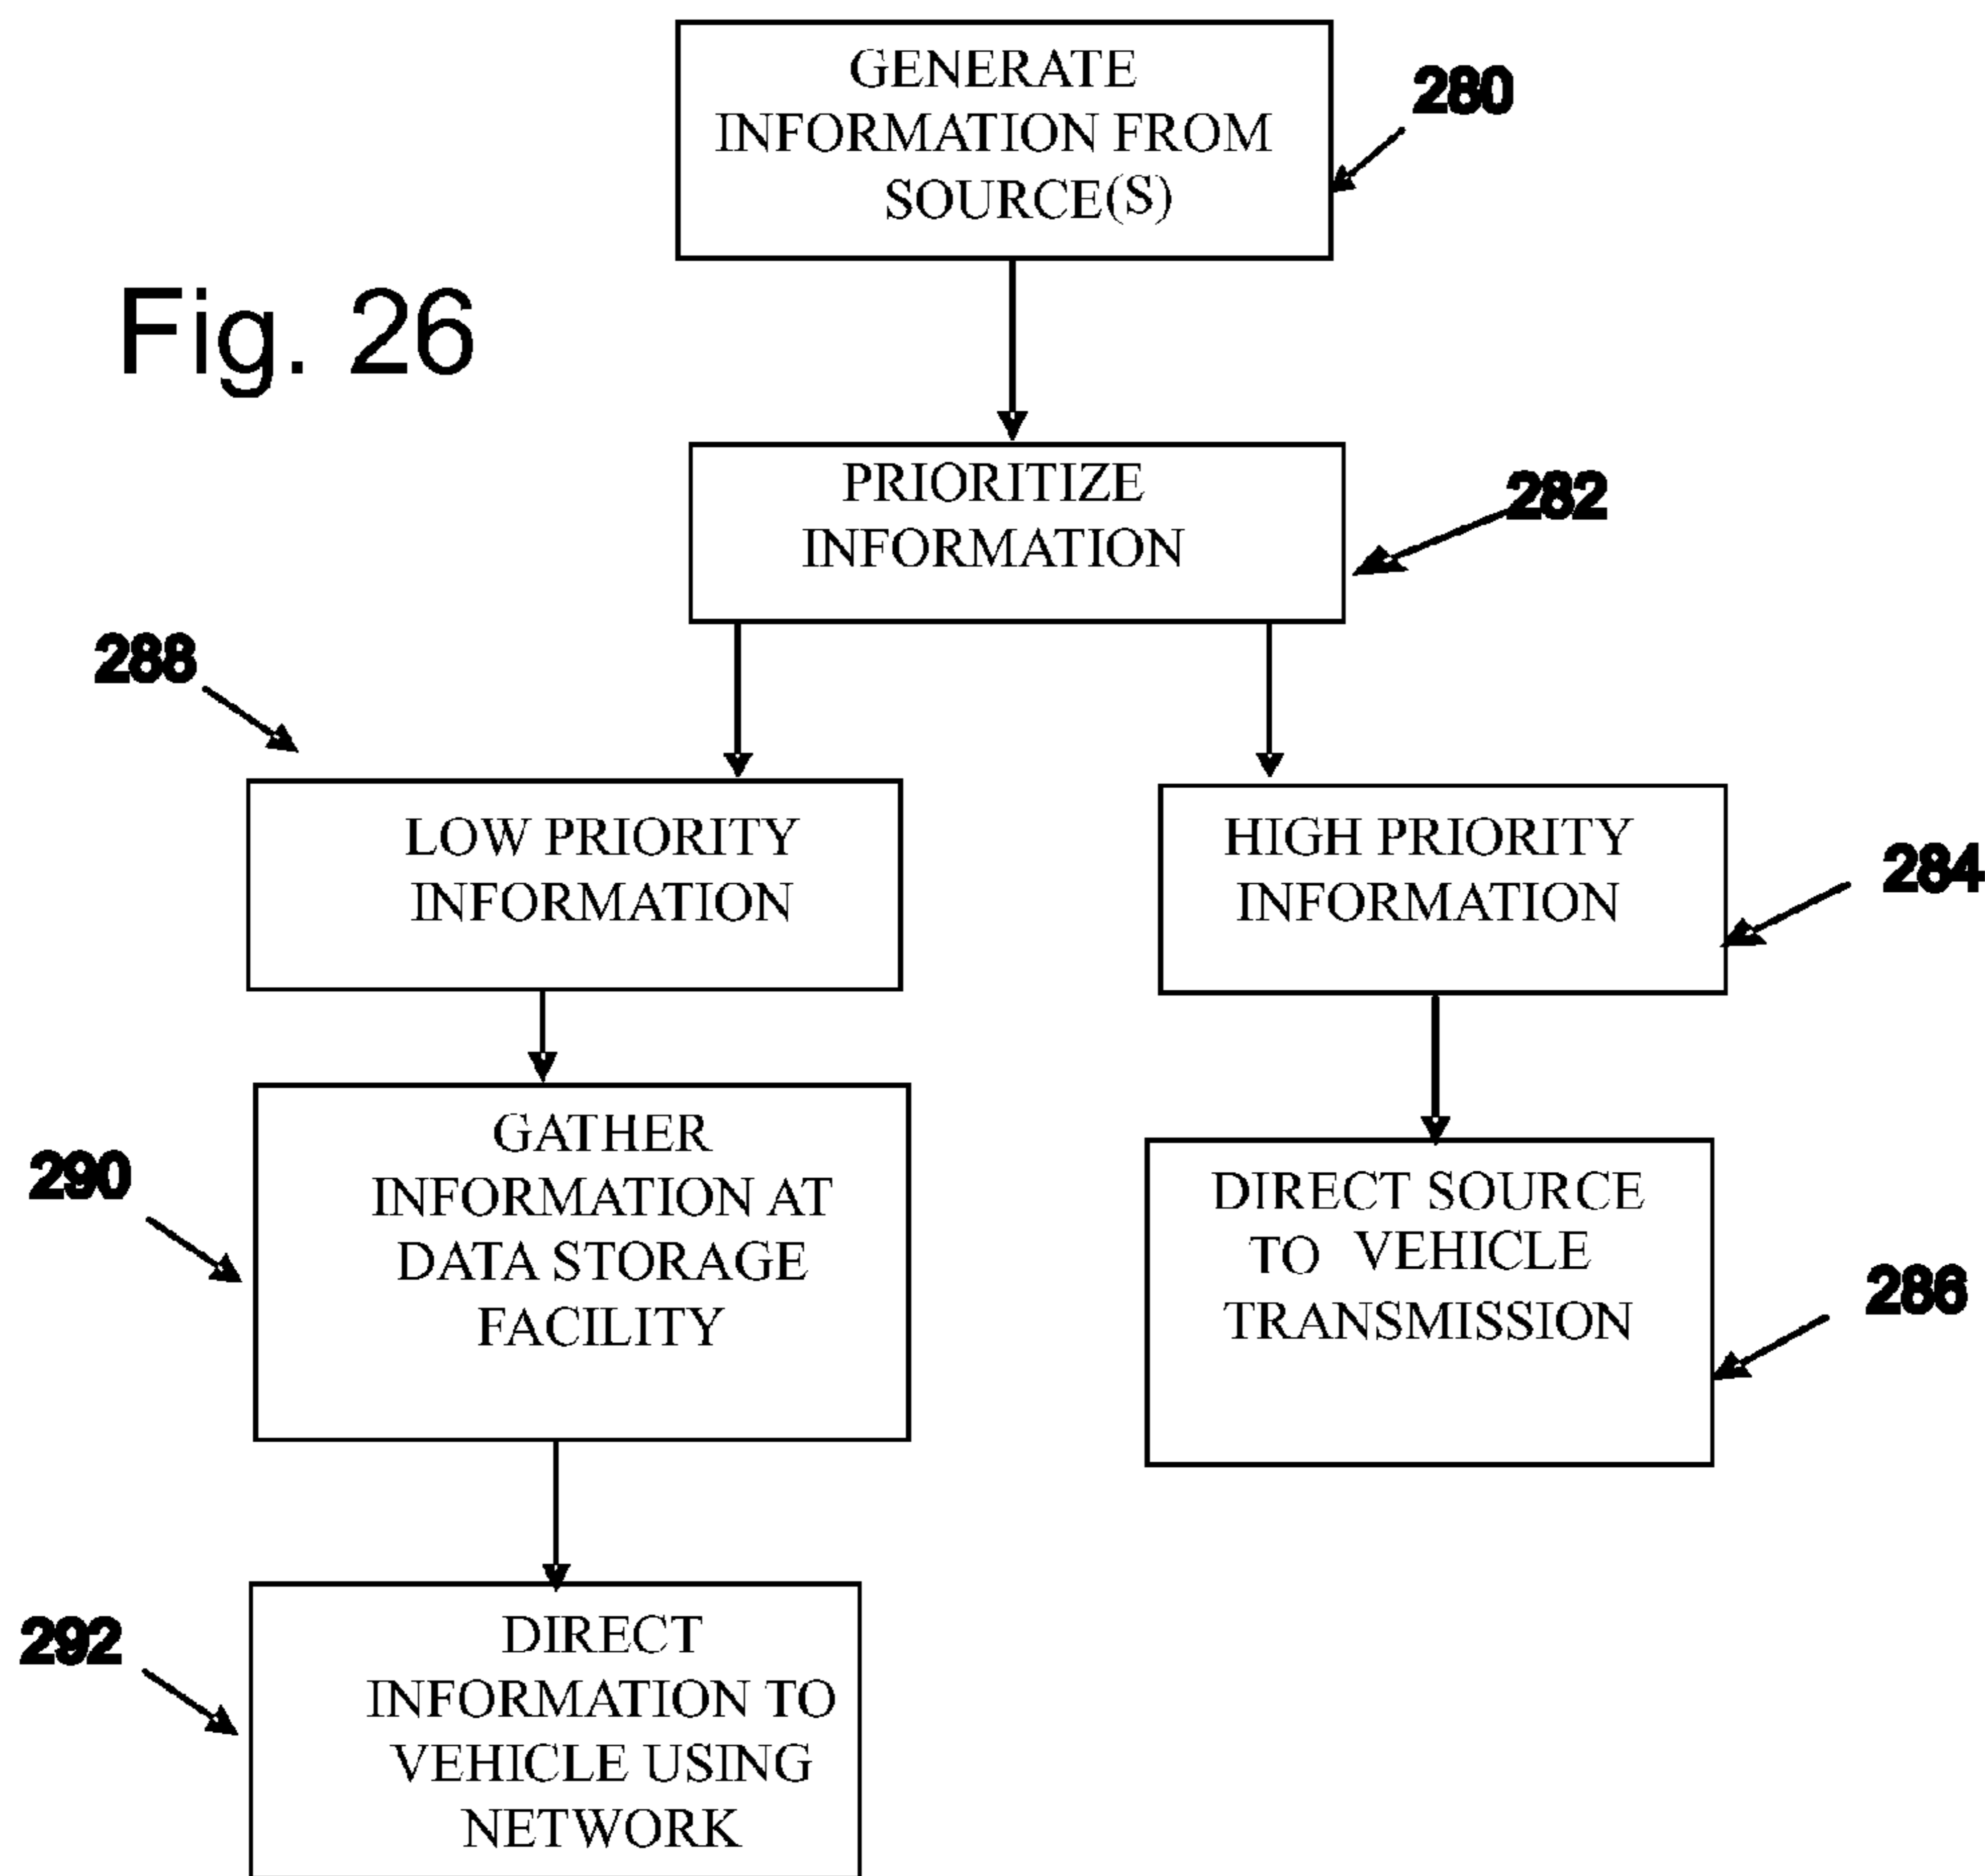 GENERATE
INFORMATION FROM
SOURCE(S)
280
Fig. 26
PRIORITIZE
INFORMATION
282
288
LOW PRIORITY
INFORMATION
HIGH PRIORITY
INFORMATION
284
290
GATHER
INFORMATION AT
DATA STORAGE
FACILITY
DIRECT SOURCE
TO VEHICLE
TRANSMISSION
286
292
DIRECT
INFORMATION TO
VEHICLE USING
NETWORK